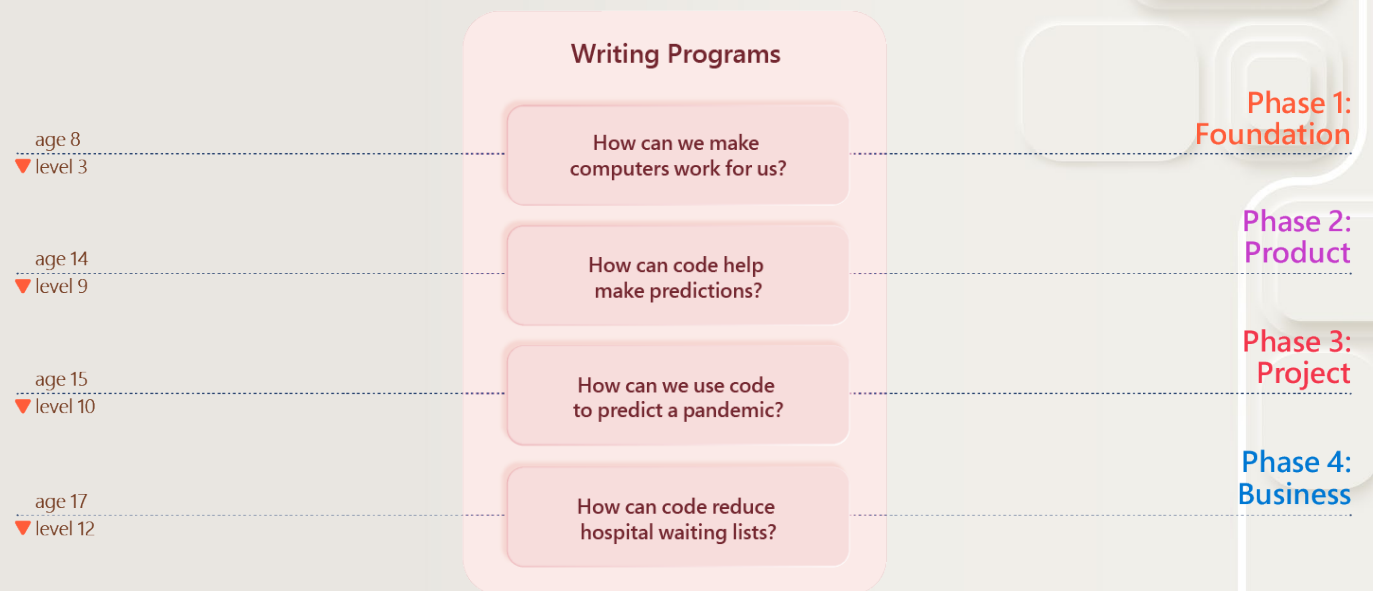 Writing Programs
Phase 1:
Foundation
age 8
level 3
How can we make
computers work for us?
Phase 2:
Product
age 14
level 9
How can code help
make predictions?
Phase 3:
Project
age 15
level 10
How can we use code
to predict a pandemic?
Phase 4:
Business
age 17
level 12
How can code reduce
hospital waiting lists?